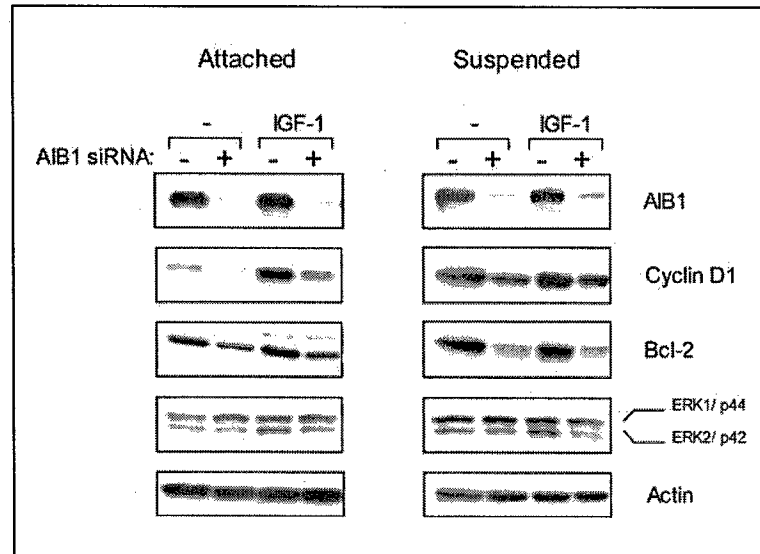 Attached Suspended
- IGF-1 - IGF-1
AIB1 siRNA: - + - + - + - +
AIB1
Cyclin D1
Bcl-2
ERK1/ p44
ERK2/ p42
Actin